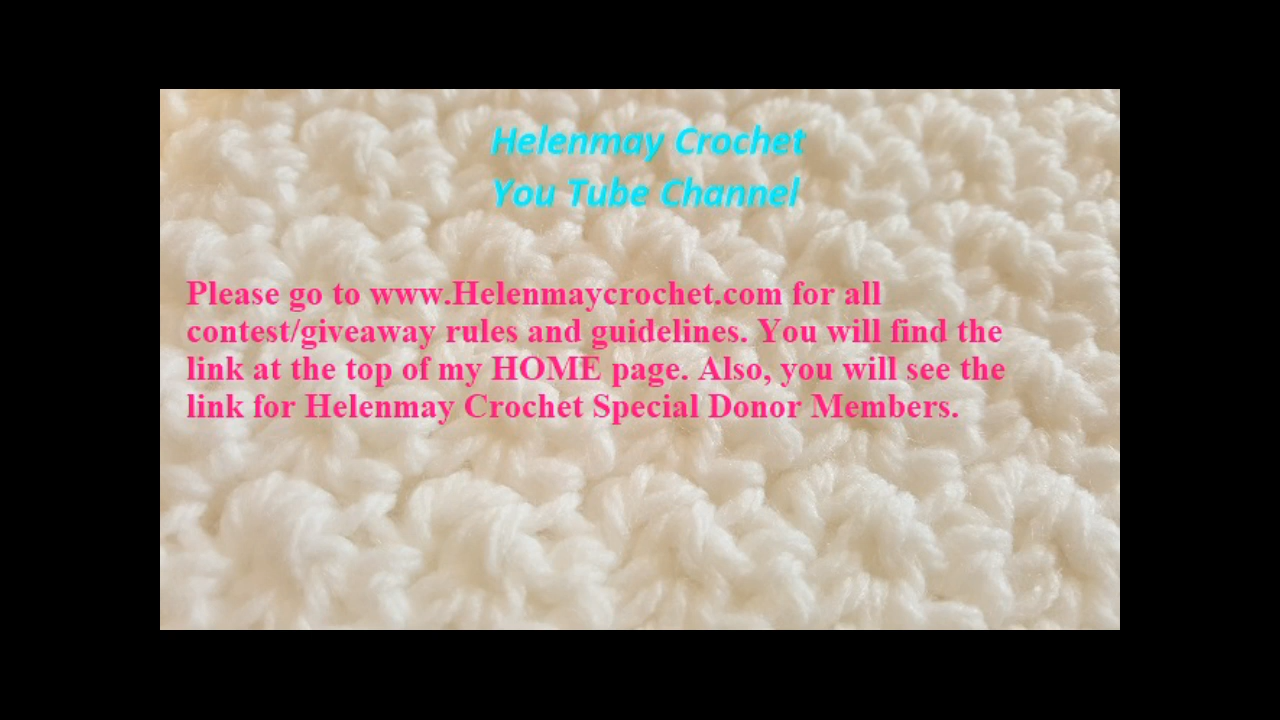 Helenmay Crochet
You Tube Channel
Please go to www.Helenmaycrochet.com for all
contest/giveaway rules and guidelines. You will find the
link at the top of my HOME page. Also, you will see the
link for Helenmay Crochet Special Donor Members.